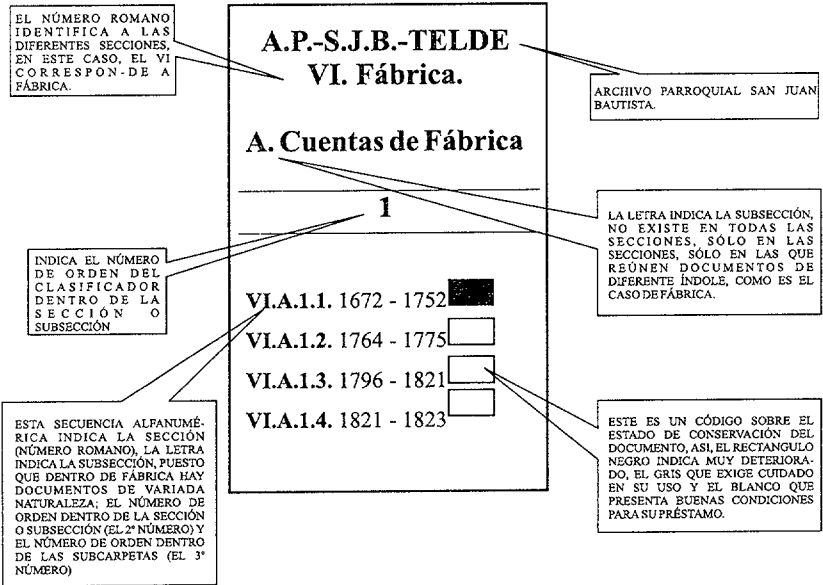 EL NÚMERO ROMANO
IDENTIFICA A LAS
DIFERENTES SECCIONES,
EN ESTE CASO, EL VI
CORRESPON-DE A
FÁBRICA.
A.P.-S.J.B.-TELDE
VI. Fábrica.
ARCHIVO PARROQUIAL SAN JUAN
BAUTISTA.
A. Cuentas de Fábrica
1
LA LETRA INDICA LA SUBSECCIÓN,
NO EXISTE EN TODAS LAS
SECCIONES, SÓLO EN LAS
SECCIONES, SÓLO EN LAS QUE
REÚNEN DOCUMENTOS DE
DIFERENTE ÍNDOLE, COMO ES EL
CASO DE FÁBRICA.
INDICA EL NÚMERO
DE ORDEN DEL
CLASIFICADOR
DENTRO DE LA
SECCIÓN O
SUBSECCIÓN
VI.A.1.1. 1672 - 1752
VI.A.1.2. 1764 - 1775
VI.A.1.3. 1796 - 1821
VI.A.1.4. 1821 - 1823
ESTA SECUENCIA ALFANUMÉ-
RICA INDICA LA SECCIÓN
(NÚMERO ROMANO), LA LETRA
INDICA LA SUBSECCIÓN, PUESTO
QUE DENTRO DE FÁBRICA HAY
DOCUMENTOS DE VARIADA
NATURALEZA; EL NÚMERO DE
ORDEN DENTRO DE LA SECCIÓN
O SUBSECCIÓN (EL 2º NÚMERO) Y
EL NÚMERO DE ORDEN DENTRO
DE LAS SUBCARPETAS (EL 3º
NÚMERO)
ESTE ES UN CÓDIGO SOBRE EL
ESTADO DE CONSERVACIÓN DEL
DOCUMENTO, ASI, EL RECTANGULO
NEGRO INDICA MUY DETERIORA-
DO, EL GRIS QUE EXIGE CUIDADO
EN SU USO Y EL BLANCO QUE
PRESENTA BUENAS CONDICIONES
PARA SU PRÉSTAMO.